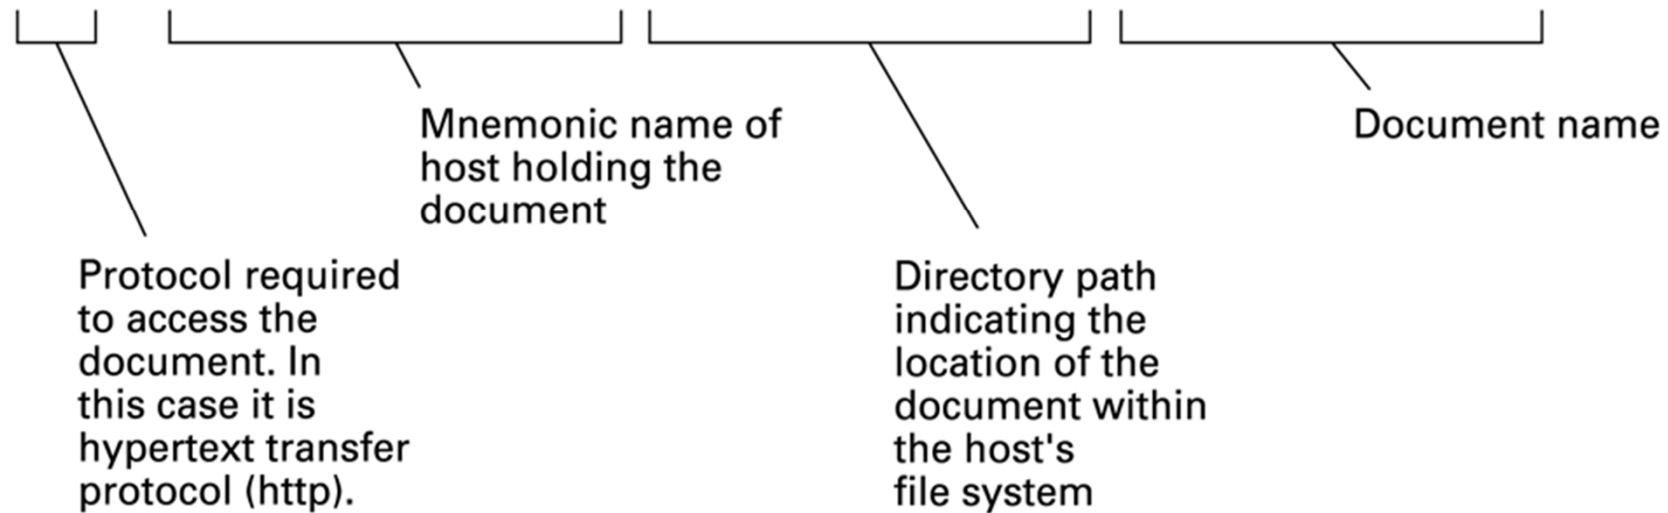 Mnemonic name of
host holding the
document
Document name
Protocol required
to access the
document. In
this case it is
hypertext transfer
protocol (http).
Directory path
indicating the
location of the
document within
the host's
file system